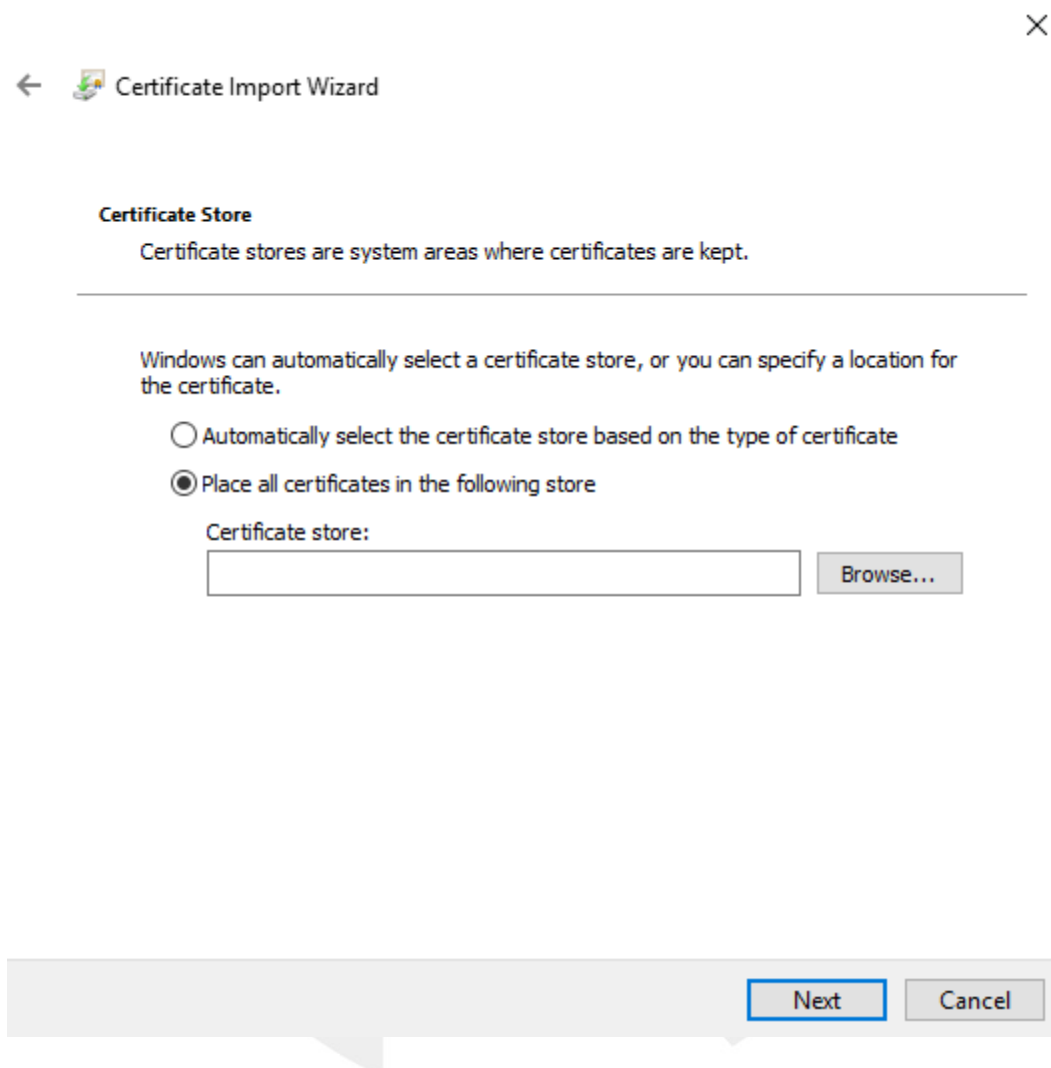 Certificate Import Wizard
Certificate Store
Certificate stores are system areas where certificates are kept.
Windows can automatically select a certificate store, or you can specify a location for
the certificate.
Automatically select the certificate store based on the type of certificate
Place all certificates in the following store
Certificate store:
Browse...
Next
Cancel